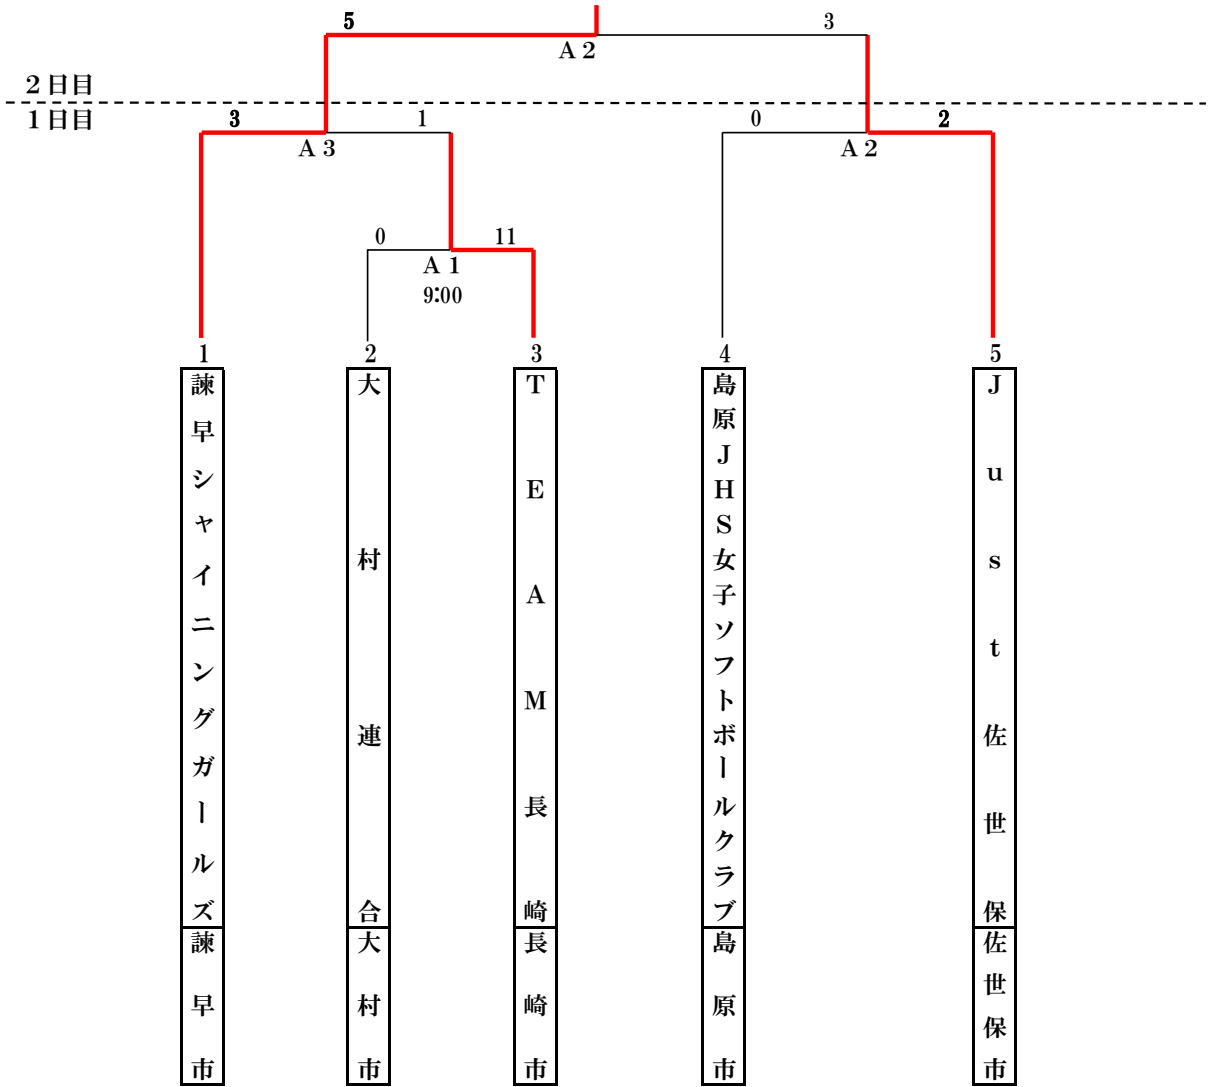 5
3
A 2
2日目
1日目
3
1
0
2
A 3
A 2
0
11
A 1
9:00
1
2
3
4
5
諫早シャイニングガールズ
諫早市
大村連合
大村市
TEAM長崎
長崎市
島原JHS女子ソフトボールクラブ
島原市
Just佐世保
佐世保市